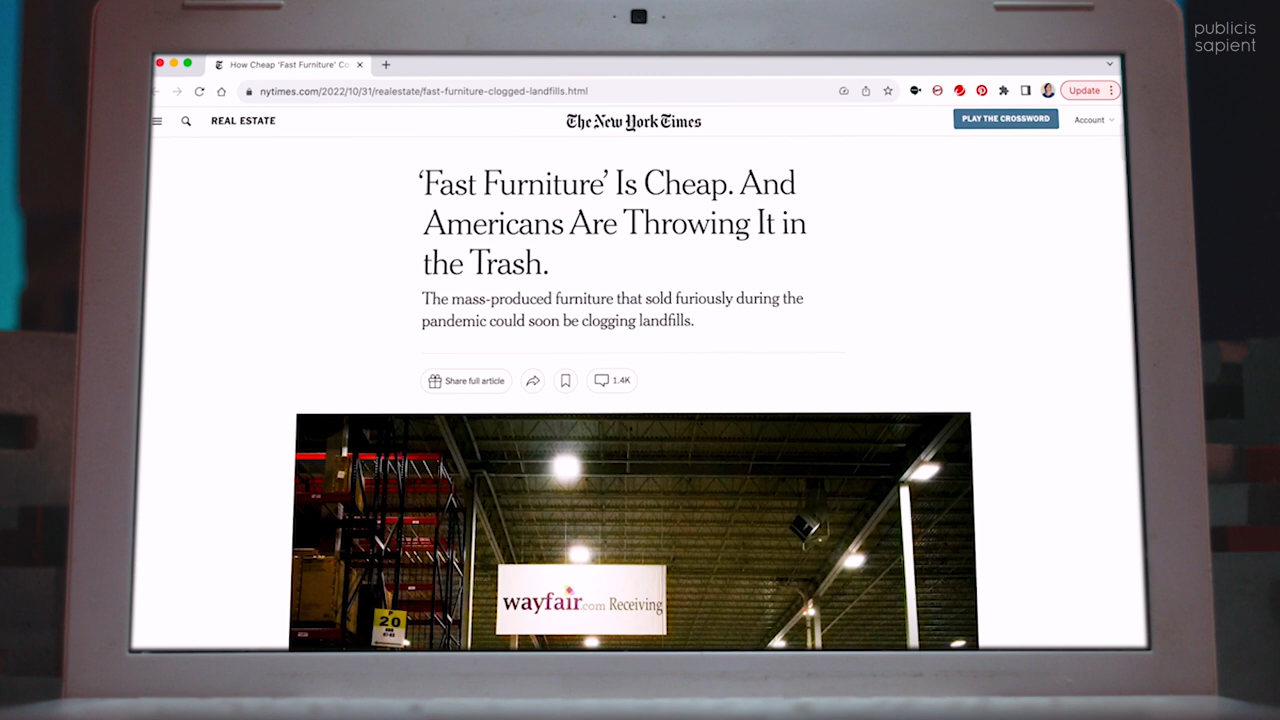 publicis
sapient
How Cheap ‘Fast Furniture’ Co
nytimes.com/2022/10/31/realestate/fast-furniture-clogged-landfills.html
Update
REAL ESTATE
The New York Times
PLAY THE CROSSWORD
Account
‘Fast Furniture’ Is Cheap. And
Americans Are Throwing It in
the Trash.
The mass-produced furniture that sold furiously during the
pandemic could soon be clogging landfills.
Share full article
1.4K
wayfair.com Receiving
P
20